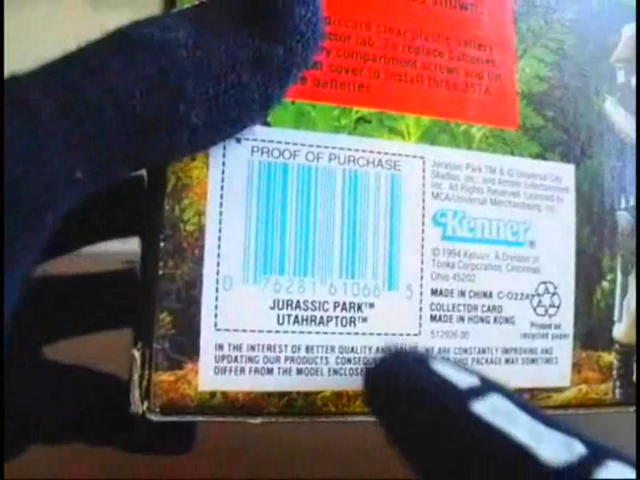 shown.
discard clear plastic battery
tab. To replace batteries,
compartment screws and lift
cover to install three 357A
batteries.
PROOF OF PURCHASE
0 76281 61066 5
JURASSIC PARK™
UTAHRAPTOR™
Jurassic Park TM & © Universal City
Studios, Inc. and Amblin Entertainment,
Inc. All Rights Reserved. Licensed by
MCA/Universal Merchandising, Inc.
Kenner®
© 1994 Kenner, A Division of
Tonka Corporation, Cincinnati,
Ohio 45202
MADE IN CHINA C-022A
COLLECTOR CARD
MADE IN HONG KONG
512626.00
Printed on
recycled paper
IN THE INTEREST OF BETTER QUALITY AND VALUE, WE ARE CONSTANTLY IMPROVING AND
UPDATING OUR PRODUCTS. THIS PACKAGE MAY SOMETIMES
DIFFER FROM THE MODEL ENCLOSED